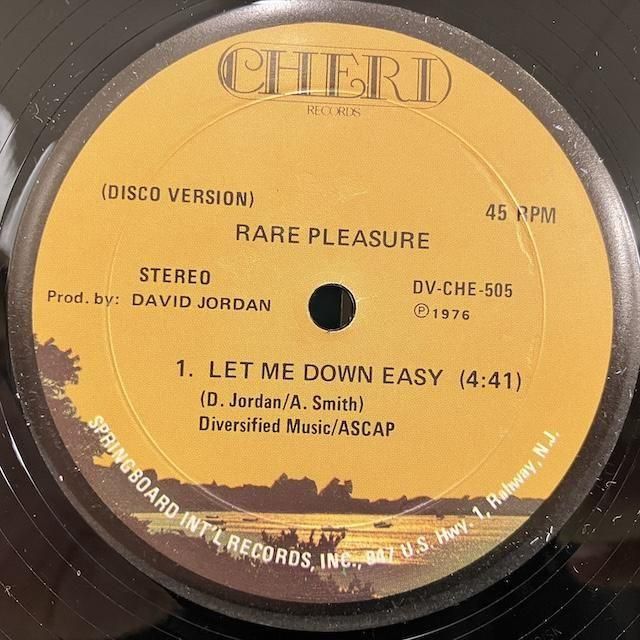 CHERI
RECORDS
(DISCO VERSION)
45 RPM
RARE PLEASURE
STEREO
Prod. by: DAVID JORDAN
DV-CHE-505
Ⓟ1976
1. LET ME DOWN EASY (4:41)
(D. Jordan/A. Smith)
Diversified Music/ASCAP
SPRINGBOARD INT'L RECORDS, INC., 947 U.S. Hwy. 1, Rahway, N.J.